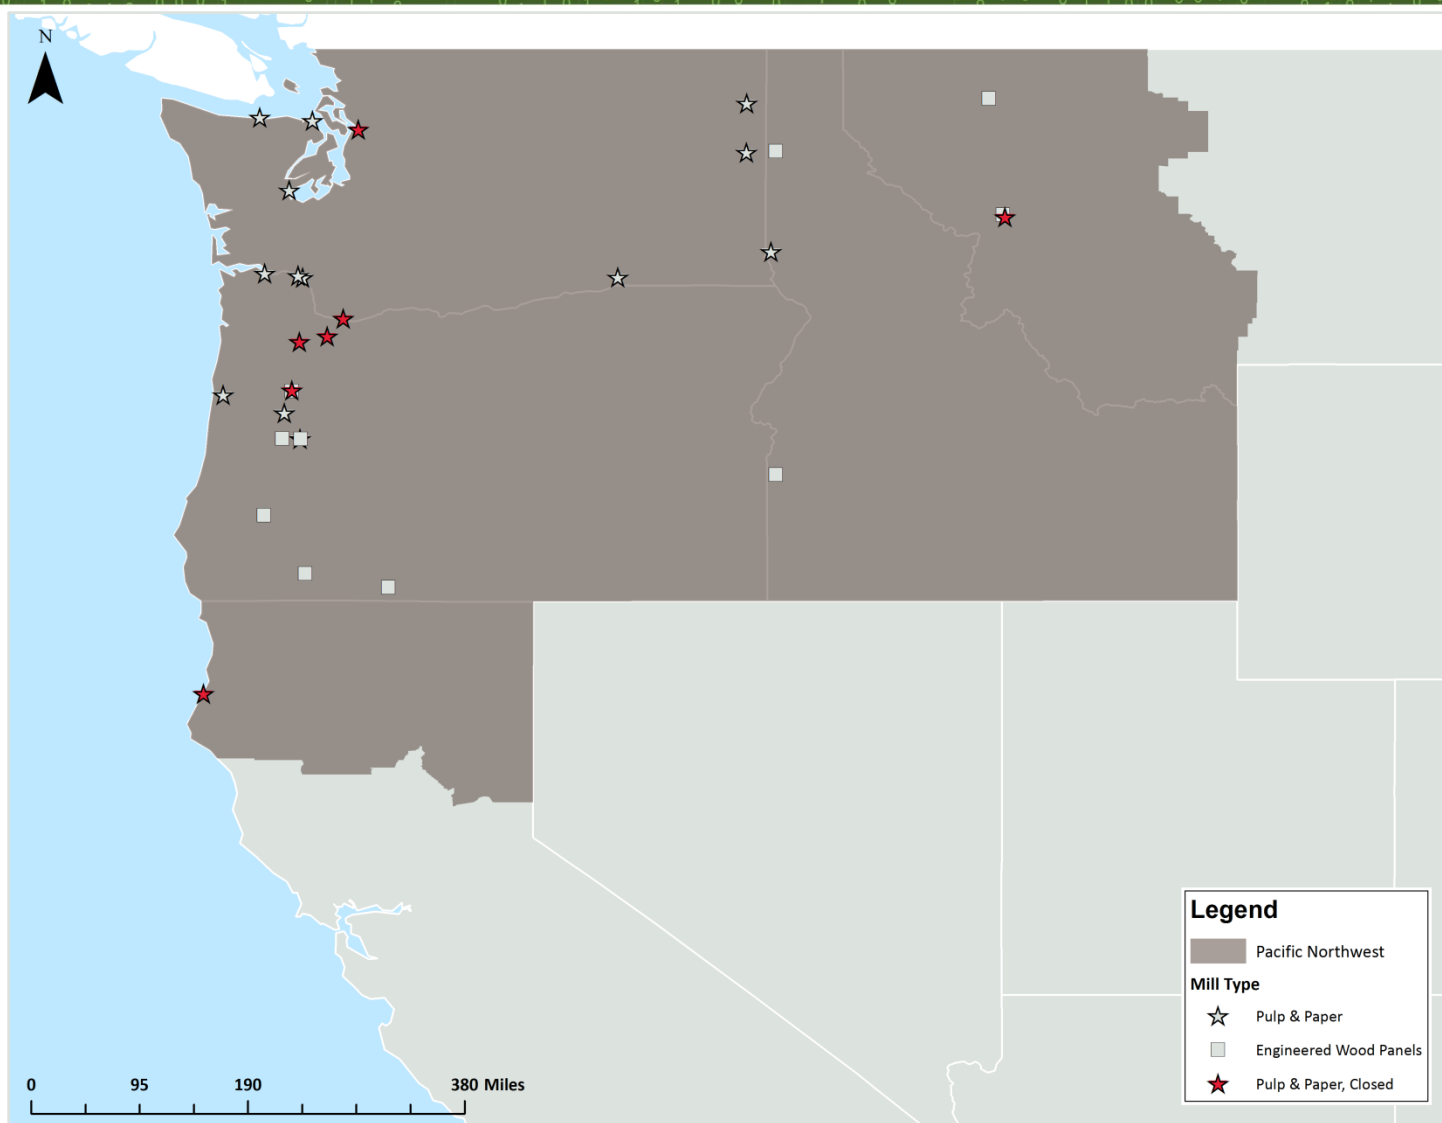 N
Legend
Pacific Northwest
Mill Type
Pulp & Paper
Engineered Wood Panels
Pulp & Paper, Closed
0 95 190 380 Miles